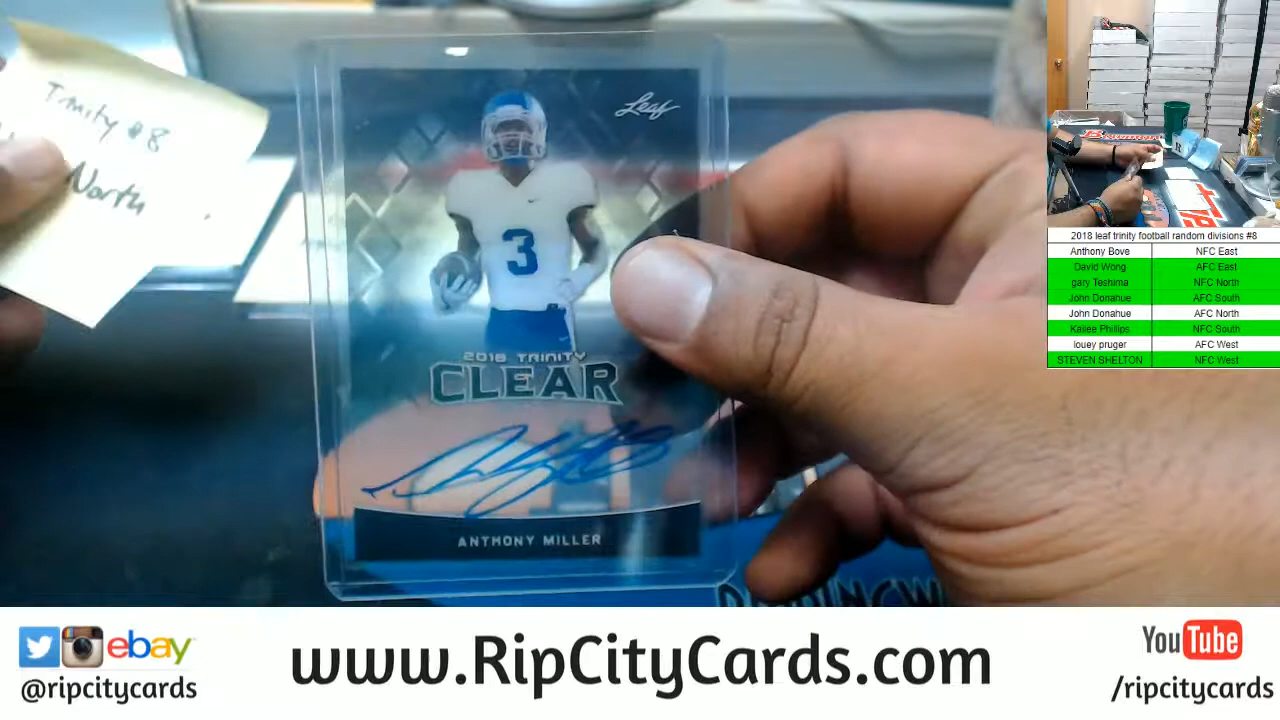 Trinity #8
North
Leaf
3
2018 TRINITY
CLEAR
ANTHONY MILLER
2018 leaf trinity football random divisions #8
Anthony Bove NFC East
David Wong AFC East
gary Teshima NFC North
John Donahue AFC South
John Donahue AFC North
Kailee Phillips NFC South
louey pruger AFC West
STEVEN SHELTON NFC West
ebay
@ripcitycards
www.RipCityCards.com
YouTube
/ripcitycards